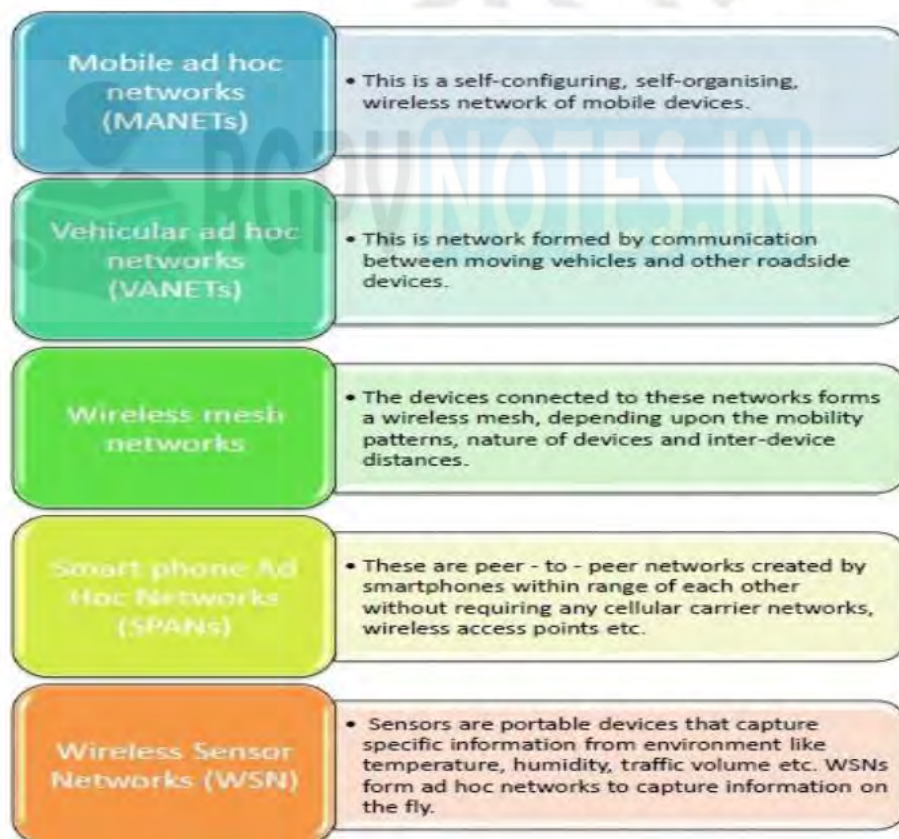 Mobile ad hoc
networks
(MANETs)
• This is a self-configuring, self-organising,
wireless network of mobile devices.
RGPVNOTES.IN
Vehicular ad hoc
networks
(VANETs)
• This is network formed by communication
between moving vehicles and other roadside
devices.
Wireless mesh
networks
• The devices connected to these networks forms
a wireless mesh, depending upon the mobility
patterns, nature of devices and inter-device
distances.
Smart phone Ad
Hoc Networks
(SPANs)
• These are peer - to - peer networks created by
smartphones within range of each other
without requiring any cellular carrier networks,
wireless access points etc.
Wireless Sensor
Networks (WSN)
• Sensors are portable devices that capture
specific information from environment like
temperature, humidity, traffic volume etc. WSNs
form ad hoc networks to capture information on
the fly.